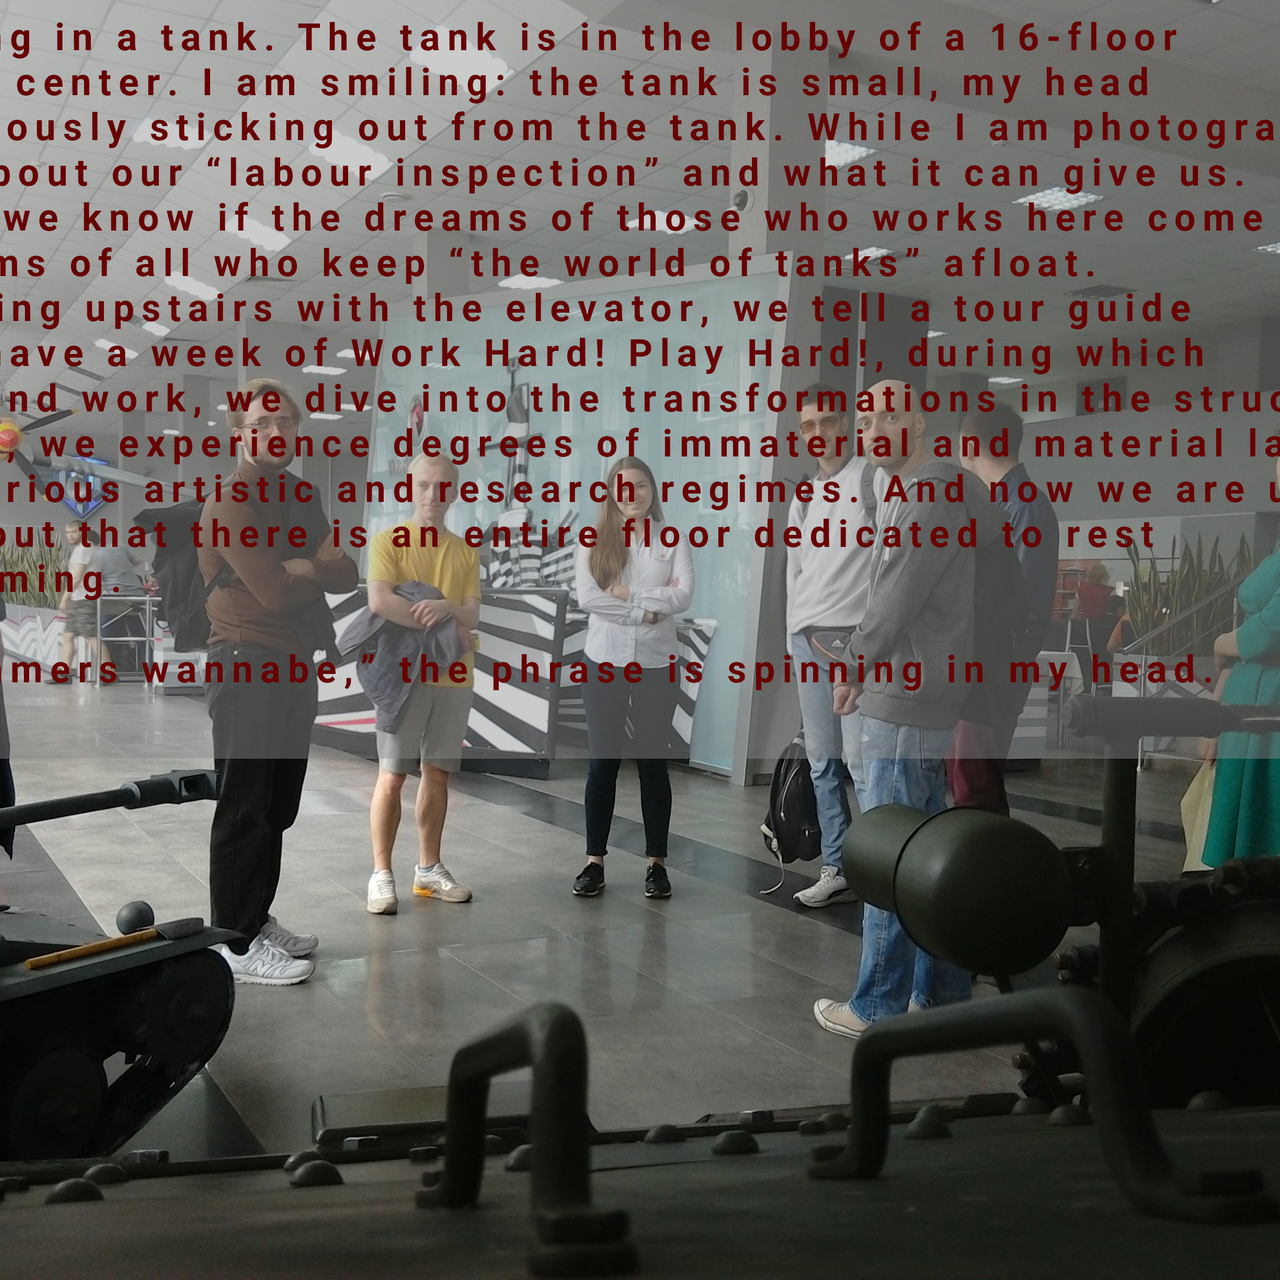 ng in a tank. The tank is in the lobby of a 16-floor
center. I am smiling: the tank is small, my head
ously sticking out from the tank. While I am photogra
bout our “labour inspection” and what it can give us.
we know if the dreams of those who works here come
ms of all who keep “the world of tanks” afloat.
ing upstairs with the elevator, we tell a tour guide
have a week of Work Hard! Play Hard!, during which
nd work, we dive into the transformations in the struc
, we experience degrees of immaterial and material la
rious artistic and research regimes. And now we are u
out that there is an entire floor dedicated to rest
ming.
mers wannabe,” the phrase is spinning in my head.